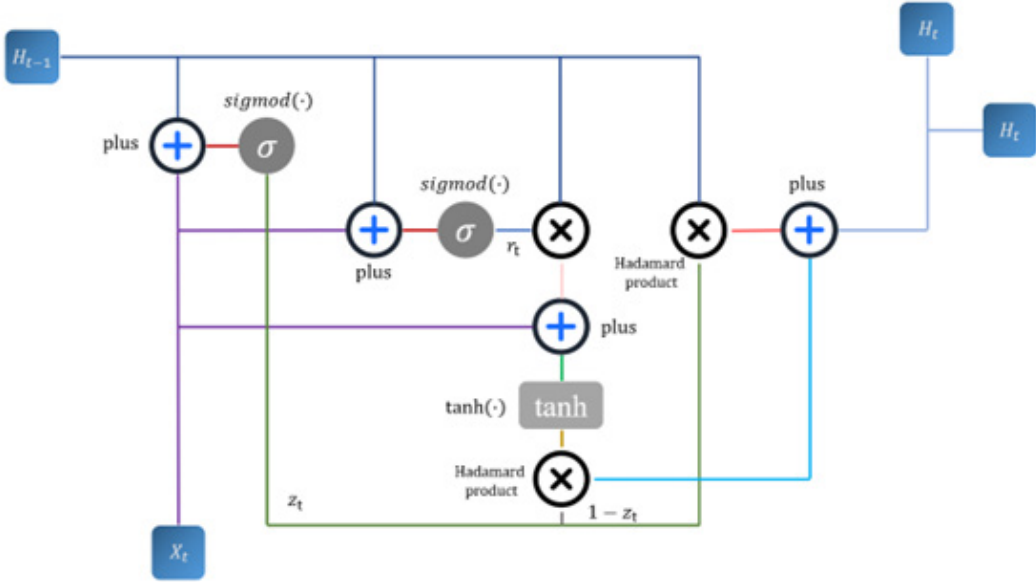 H_t
H_{t-1}
sigmod(·)
H_t
plus
σ
sigmod(·)
plus
σ
r_t
plus
Hadamard
product
plus
tanh(·)
tanh
Hadamard
product
z_t
1 − z_t
X_t